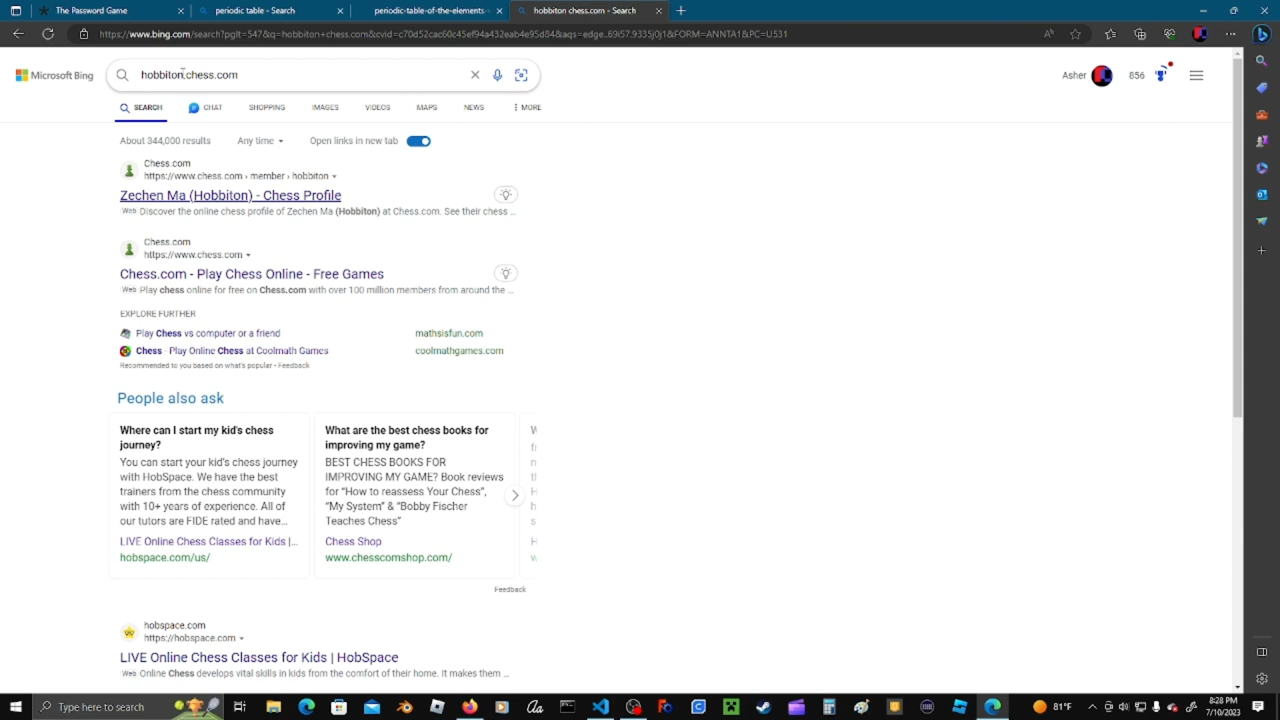 The Password Game
periodic table - Search
periodic-table-of-the-elements
hobbiton chess.com - Search
https://www.bing.com/search?pglt=547&q=hobbiton+chess.com&cvid=c70d52cac60c45ef94a432eab4e95d84&aqs=edge..69i57.9335j0j1&FORM=ANNTA1&PC=U531
Microsoft Bing
hobbiton chess.com
Asher
856
SEARCH CHAT SHOPPING IMAGES VIDEOS MAPS NEWS MORE
About 344,000 results Any time Open links in new tab
Chess.com
https://www.chess.com › member › hobbiton
Zechen Ma (Hobbiton) - Chess Profile
Web Discover the online chess profile of Zechen Ma (Hobbiton) at Chess.com. See their chess ...
Chess.com
https://www.chess.com
Chess.com - Play Chess Online - Free Games
Web Play chess online for free on Chess.com with over 100 million members from around the ...
EXPLORE FURTHER
Play Chess vs computer or a friend mathsisfun.com
Chess - Play Online Chess at Coolmath Games coolmathgames.com
Recommended to you based on what's popular • Feedback
People also ask
Where can I start my kid's chess
journey?
You can start your kid's chess journey
with HobSpace. We have the best
trainers from the chess community
with 10+ years of experience. All of
our tutors are FIDE rated and have...
LIVE Online Chess Classes for Kids |...
hobspace.com/us/
What are the best chess books for
improving my game?
BEST CHESS BOOKS FOR
IMPROVING MY GAME? Book reviews
for "How to reassess Your Chess",
"My System" & "Bobby Fischer
Teaches Chess"
Chess Shop
www.chesscomshop.com/
Feedback
hobspace.com
https://hobspace.com
LIVE Online Chess Classes for Kids | HobSpace
Web Online Chess develops vital skills in kids from the comfort of their home. It makes them ...
Type here to search
81°F
8:28 PM
7/10/2023